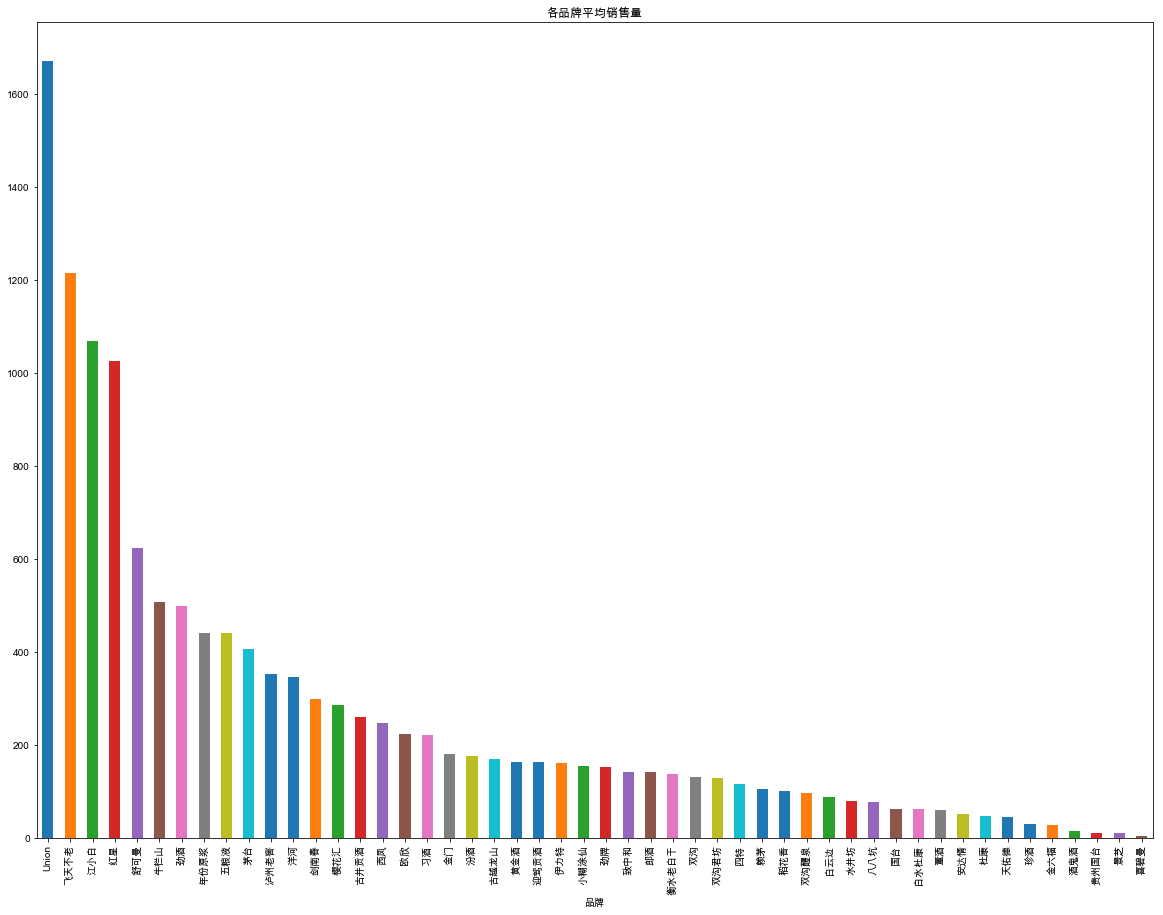 各品牌平均销售量
1600
1400
1200
1000
800
600
400
200
0
Union
飞天不老
江小白
红星
舒可曼
牛栏山
劲酒
年份原浆
五粮液
茅台
泸州老窖
洋河
剑南春
樱花汇
古井贡酒
西凤
欧欣
习酒
金门
汾酒
古越龙山
黄金酒
迎驾贡酒
伊力特
小糊涂仙
劲牌
致中和
郎酒
衡水老白干
双沟
双沟君坊
四特
赖茅
稻花香
双沟醴泉
白云边
水井坊
八八坑
国台
白水杜康
董酒
安达情
杜康
天佑德
珍酒
金六福
酒鬼酒
贵州国台
景芝
喜碧曼
品牌